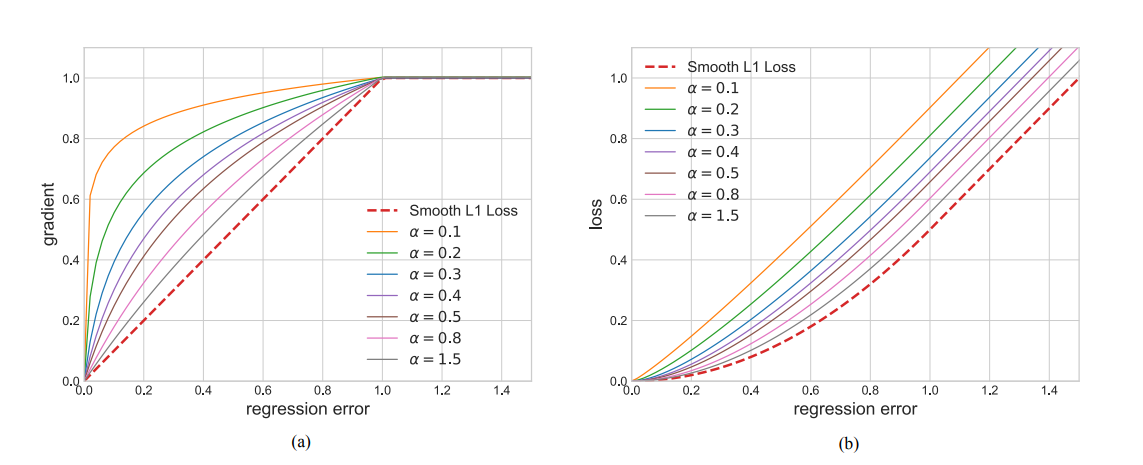 1.0
0.8
0.6
0.4
0.2
0.0
gradient
0.0 0.2 0.4 0.6 0.8 1.0 1.2 1.4
regression error
Smooth L1 Loss
α = 0.1
α = 0.2
α = 0.3
α = 0.4
α = 0.5
α = 0.8
α = 1.5
(a)
1.0
0.8
0.6
0.4
0.2
0.0
loss
0.0 0.2 0.4 0.6 0.8 1.0 1.2 1.4
regression error
Smooth L1 Loss
α = 0.1
α = 0.2
α = 0.3
α = 0.4
α = 0.5
α = 0.8
α = 1.5
(b)